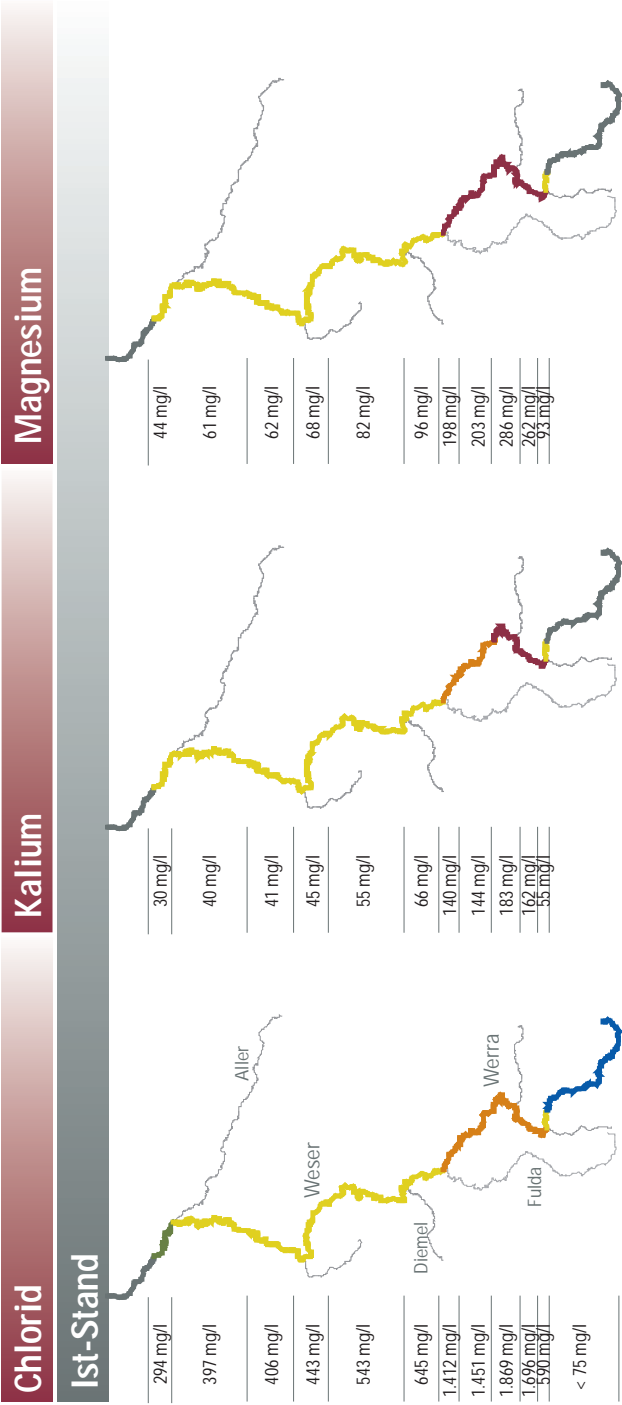 Ist-Stand
Chlorid
294 mg/l
397 mg/l
406 mg/l
443 mg/l
543 mg/l
645 mg/l
1.412 mg/l
1.451 mg/l
1.869 mg/l
1.696 mg/l
590 mg/l
< 75 mg/l
Aller
Weser
Diemel
Werra
Fulda
Kalium
30 mg/l
40 mg/l
41 mg/l
45 mg/l
55 mg/l
66 mg/l
140 mg/l
144 mg/l
183 mg/l
162 mg/l
55 mg/l
Magnesium
44 mg/l
61 mg/l
62 mg/l
68 mg/l
82 mg/l
96 mg/l
198 mg/l
203 mg/l
286 mg/l
262 mg/l
93 mg/l